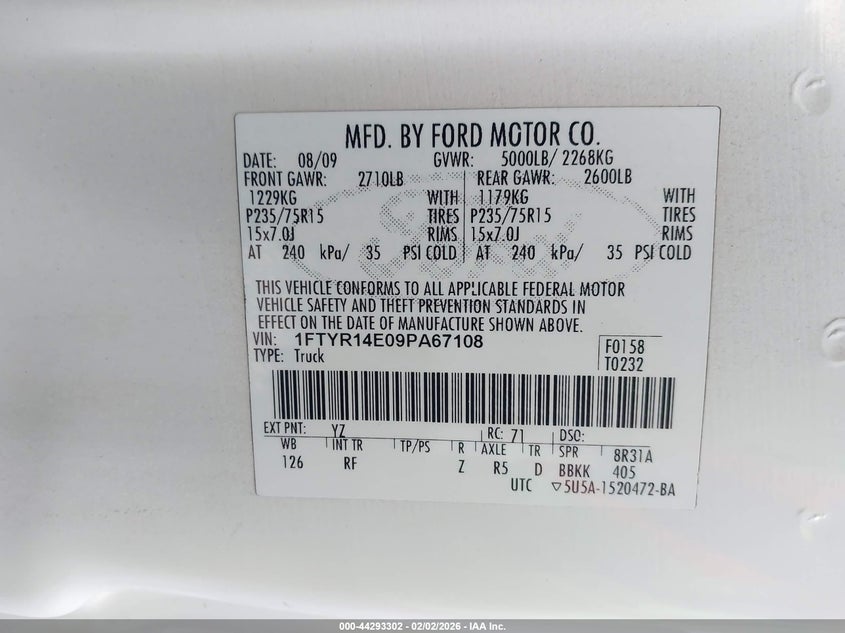 MFD. BY FORD MOTOR CO.
DATE: 08/09 GVWR: 5000LB/ 2268KG
FRONT GAWR: 2710LB REAR GAWR: 2600LB
1229KG WITH 1179KG WITH
P235/75R15 TIRES P235/75R15 TIRES
15x7.0J RIMS 15x7.0J RIMS
AT 240 kPa/ 35 PSI COLD AT 240 kPa/ 35 PSI COLD
THIS VEHICLE CONFORMS TO ALL APPLICABLE FEDERAL MOTOR
VEHICLE SAFETY AND THEFT PREVENTION STANDARDS IN
EFFECT ON THE DATE OF MANUFACTURE SHOWN ABOVE.
VIN: 1FTYR14E09PA67108 F0158
TYPE: Truck T0232
EXT PNT: YZ RC: 71 DSO:
WB INT TR TP/PS R AXLE TR SPR 8R31A
126 RF Z R5 D BBKK 405
UTC ▽5U5A-1520472-BA
Ford
000-44293302 - 02/02/2026 - IAA Inc.